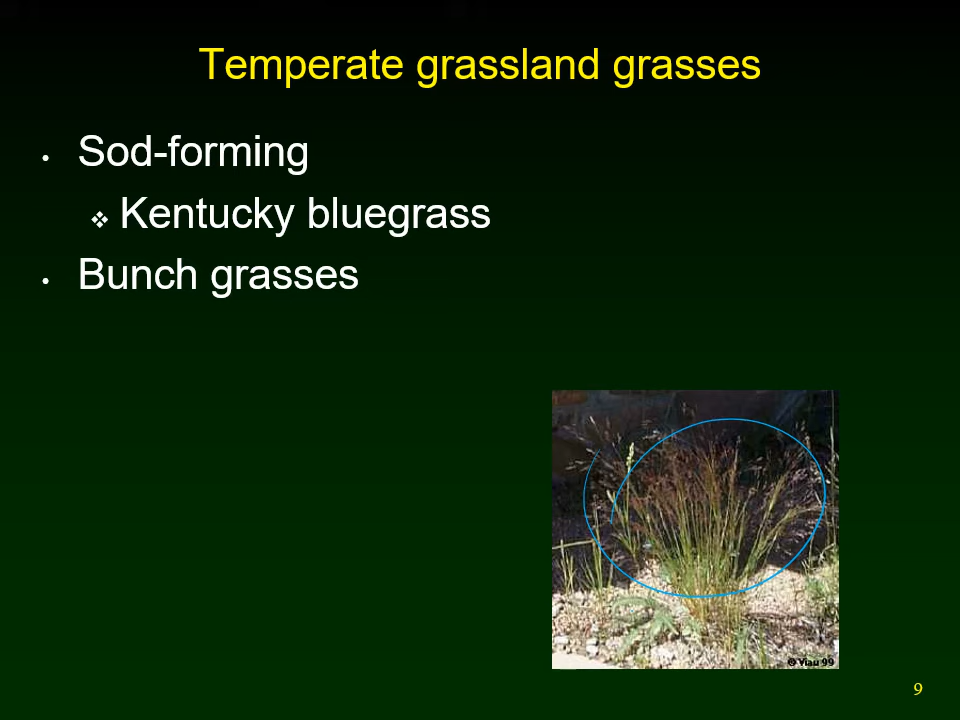 Temperate grassland grasses
• Sod-forming
❖ Kentucky bluegrass
• Bunch grasses
© Viau 99
9